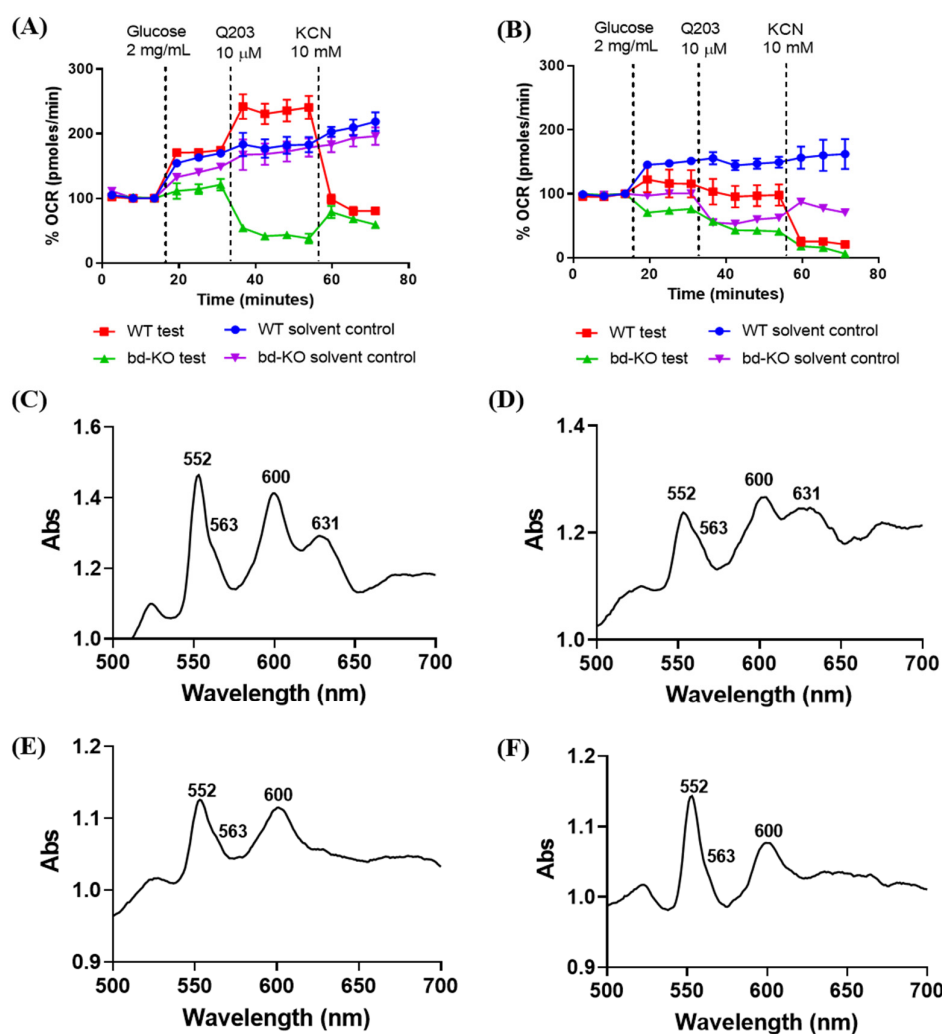 (A)
Glucose Q203 KCN
2 mg/mL 10 μM 10 mM
% OCR (pmoles/min)
300
200
100
0
0 20 40 60 80
Time (minutes)
WT test WT solvent control
bd-KO test bd-KO solvent control
(B)
Glucose Q203 KCN
2 mg/mL 10 μM 10 mM
% OCR (pmoles/min)
300
200
100
0
0 20 40 60 80
Time (minutes)
WT test WT solvent control
bd-KO test bd-KO solvent control
(C)
Abs
1.6
1.4
1.2
1.0
552
563
600
631
500 550 600 650 700
Wavelength (nm)
(D)
Abs
1.4
1.2
1.0
552
563
600
631
500 550 600 650 700
Wavelength (nm)
(E)
Abs
1.2
1.1
1.0
0.9
552
563
600
500 550 600 650 700
Wavelength (nm)
(F)
Abs
1.2
1.1
1.0
0.9
552
563
600
500 550 600 650 700
Wavelength (nm)